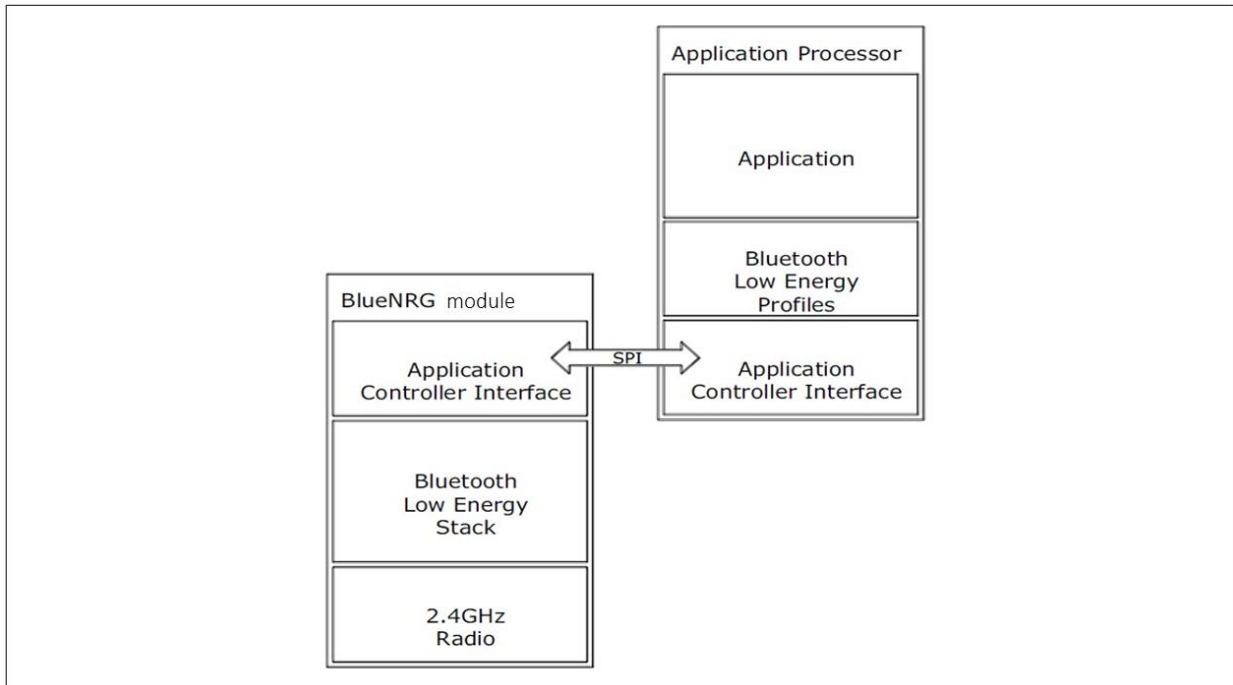 Application Processor
Application
Bluetooth
Low Energy
Profiles
Application
Controller Interface
SPI
BlueNRG module
Application
Controller Interface
Bluetooth
Low Energy
Stack
2.4GHz
Radio